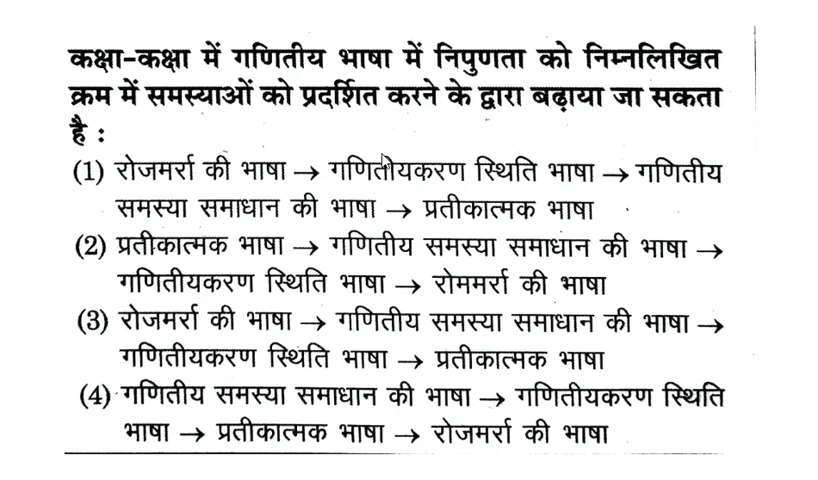 कक्षा-कक्षा में गणितीय भाषा में निपुणता को निम्नलिखित
क्रम में समस्याओं को प्रदर्शित करने के द्वारा बढ़ाया जा सकता
है :
(1) रोजमर्रा की भाषा → गणितीयकरण स्थिति भाषा → गणितीय
समस्या समाधान की भाषा → प्रतीकात्मक भाषा
(2) प्रतीकात्मक भाषा → गणितीय समस्या समाधान की भाषा →
गणितीयकरण स्थिति भाषा → रोममर्रा की भाषा
(3) रोजमर्रा की भाषा → गणितीय समस्या समाधान की भाषा →
गणितीयकरण स्थिति भाषा → प्रतीकात्मक भाषा
(4) गणितीय समस्या समाधान की भाषा → गणितीयकरण स्थिति
भाषा → प्रतीकात्मक भाषा → रोजमर्रा की भाषा